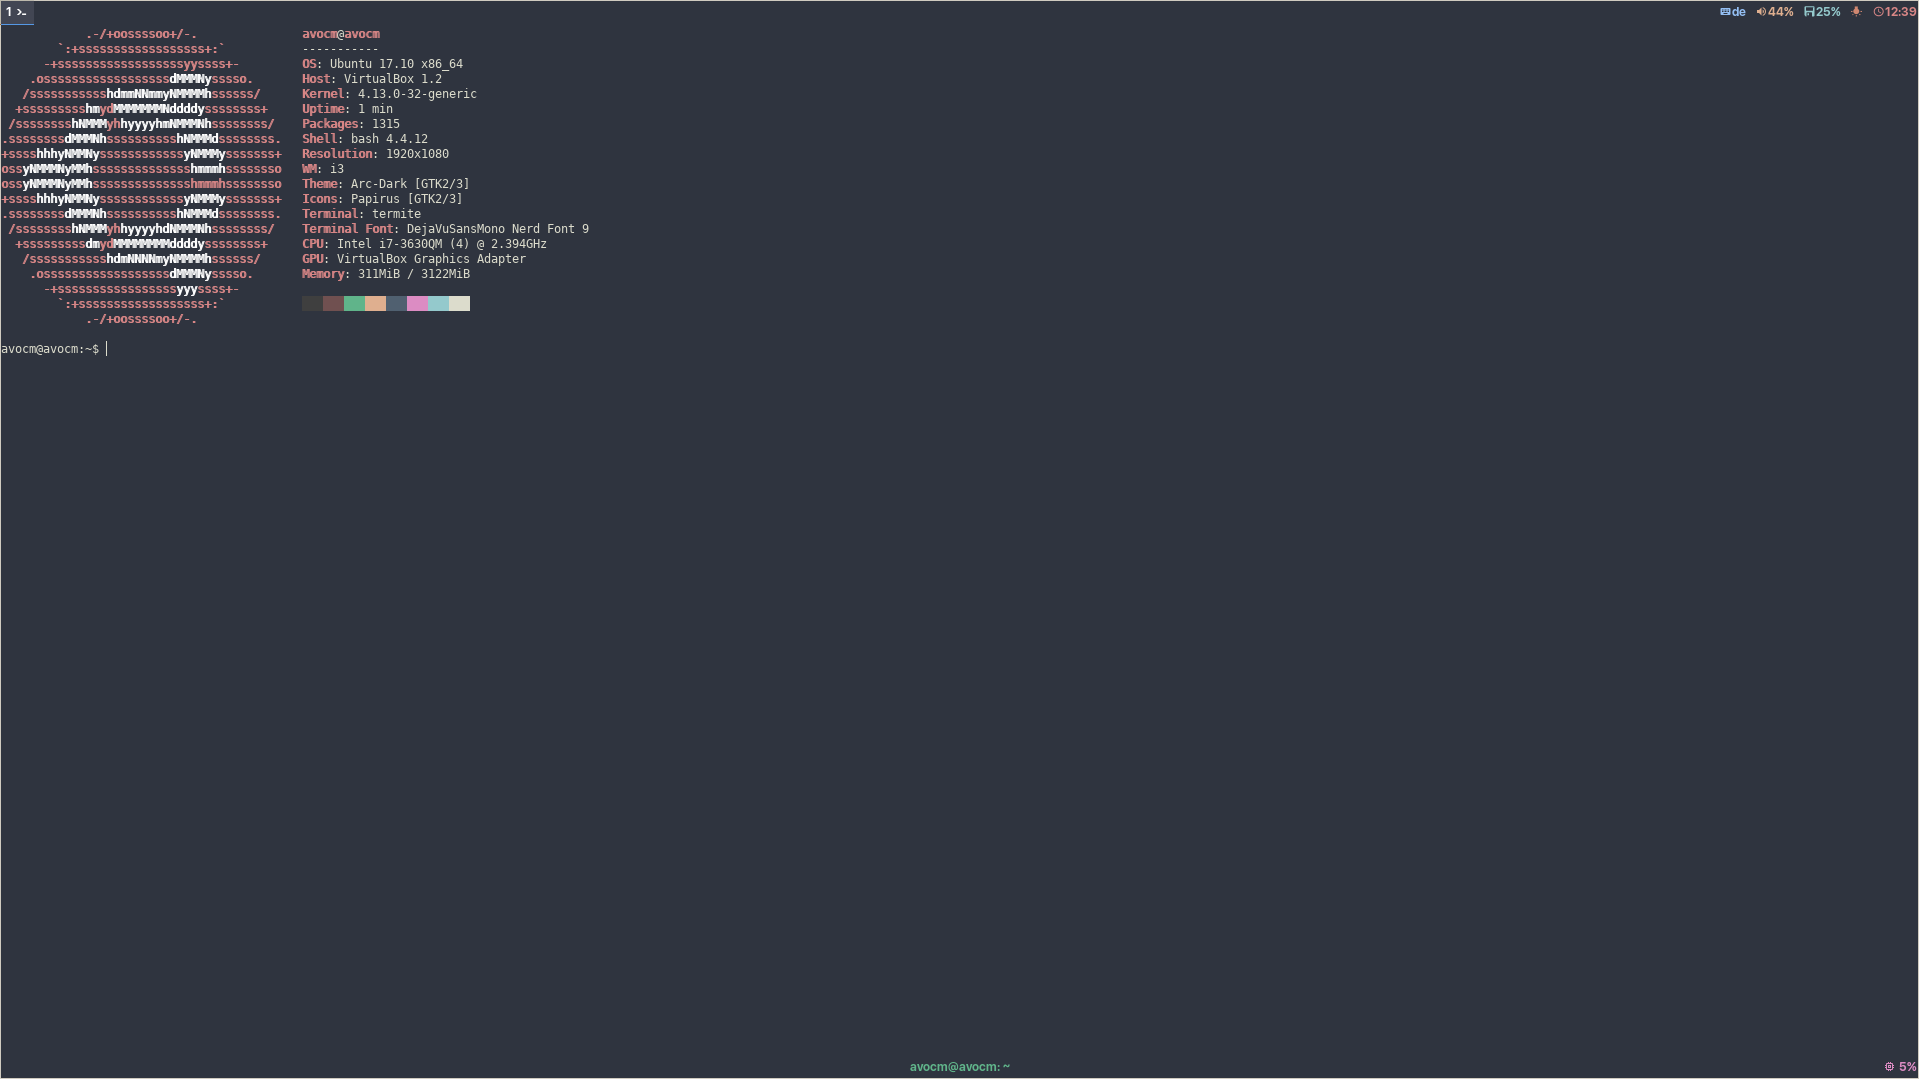 1 >_ de 44% 25% 12:39
.-/+oossssoo+/-. avocm@avocm
`:+ssssssssssssssssss+:` -----------
-+ssssssssssssssssssyyssss+- OS: Ubuntu 17.10 x86_64
.ossssssssssssssssssdMMMNysssso. Host: VirtualBox 1.2
/ssssssssssshdmmNNmmyNMMMMhssssss/ Kernel: 4.13.0-32-generic
+ssssssssshmydMMMMMMMNddddyssssssss+ Uptime: 1 min
/sssssssshNMMMyhhyyyyhmNMMMNhssssssss/ Packages: 1315
.ssssssssdMMMNhsssssssssshNMMMdssssssss. Shell: bash 4.4.12
+sssshhhyNMMNyssssssssssssyNMMMysssssss+ Resolution: 1920x1080
ossyNMMMNyMMhsssssssssssssshmmmhssssssso WM: i3
ossyNMMMNyMMhsssssssssssssshmmmhssssssso Theme: Arc-Dark [GTK2/3]
+sssshhhyNMMNyssssssssssssyNMMMysssssss+ Icons: Papirus [GTK2/3]
.ssssssssdMMMNhsssssssssshNMMMdssssssss. Terminal: termite
/sssssssshNMMMyhhyyyyhdNMMMNhssssssss/ Terminal Font: DejaVuSansMono Nerd Font 9
+sssssssssdmydMMMMMMMMddddyssssssss+ CPU: Intel i7-3630QM (4) @ 2.394GHz
/ssssssssssshdmNNNNmyNMMMMhssssss/ GPU: VirtualBox Graphics Adapter
.ossssssssssssssssssdMMMNysssso. Memory: 311MiB / 3122MiB
-+sssssssssssssssssyyyssss+-
`:+ssssssssssssssssss+:`
.-/+oossssoo+/-.
avocm@avocm:~$
avocm@avocm: ~ 5%